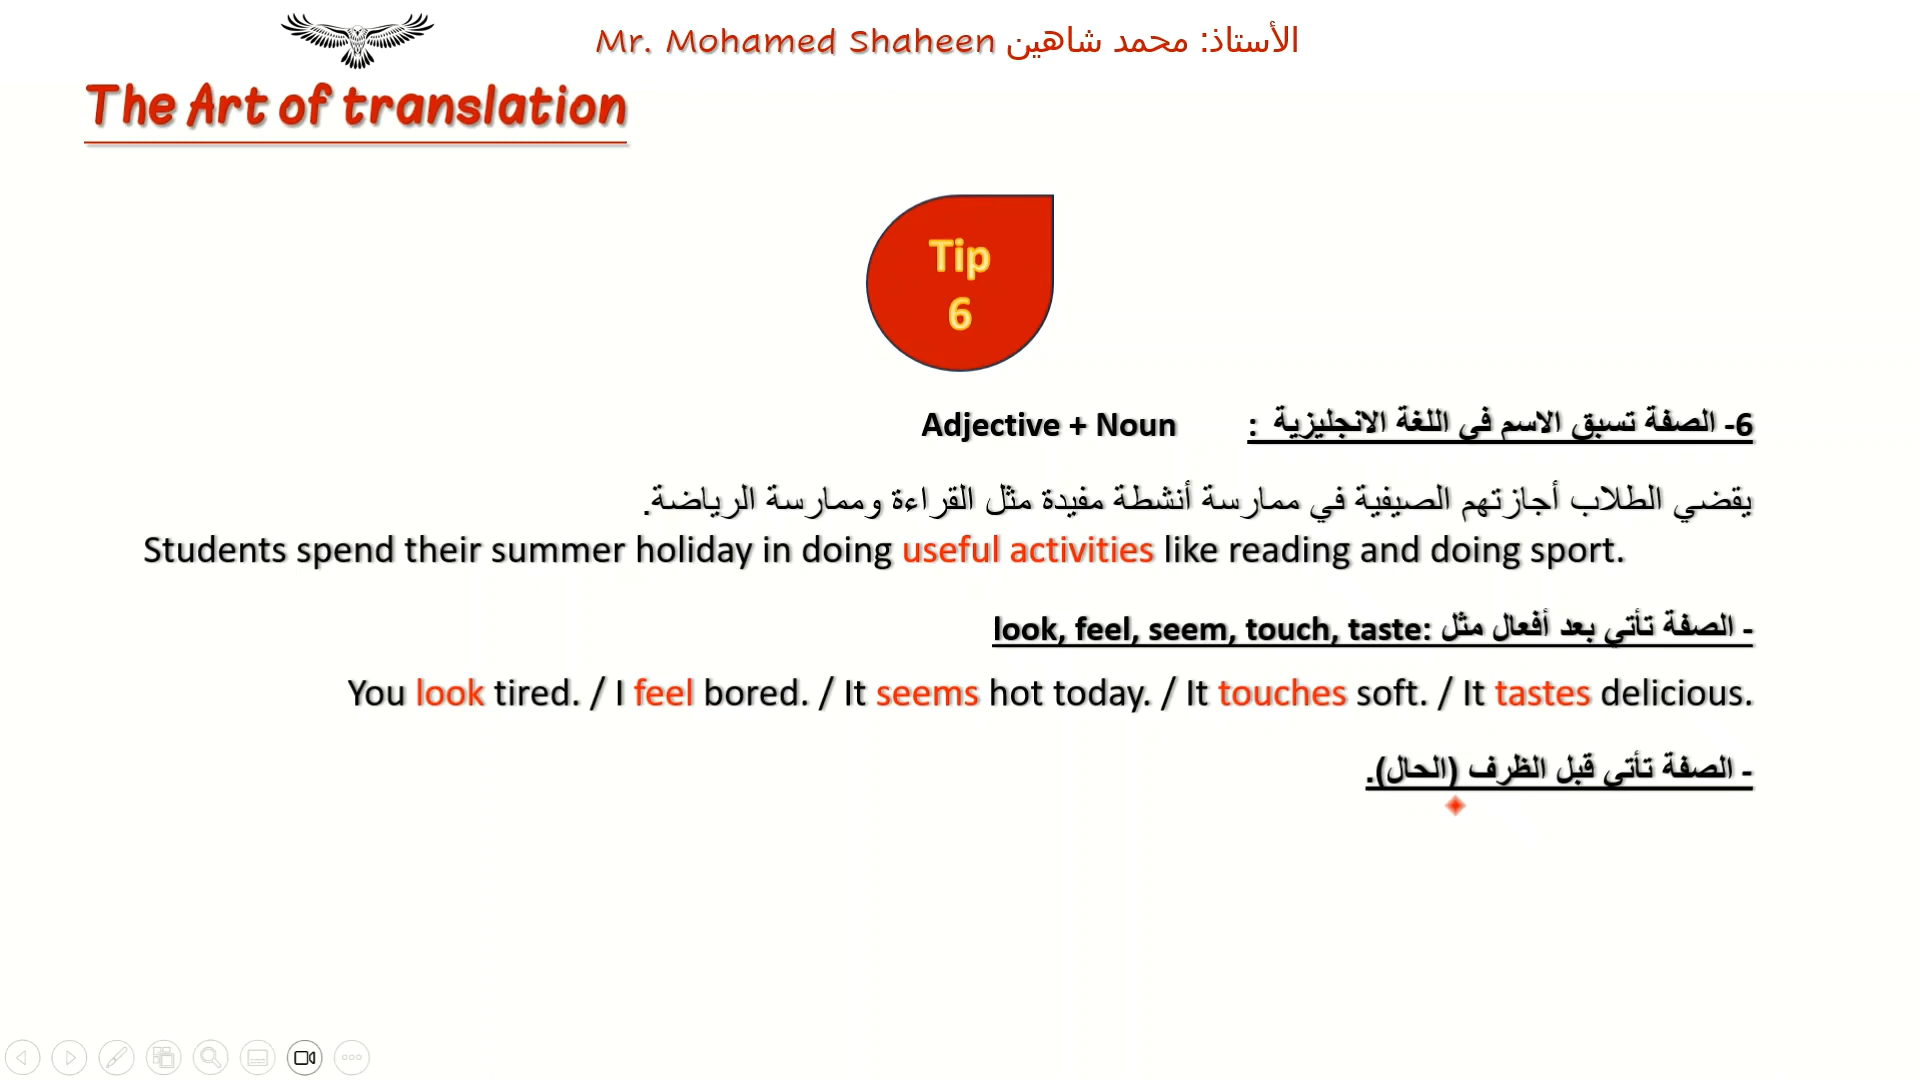 Mr. Mohamed Shaheen الأستاذ: محمد شاهين
The Art of translation
Tip
6
6- الصفة تسبق الاسم في اللغة الانجليزية : Adjective + Noun
يقضي الطلاب أجازتهم الصيفية في ممارسة أنشطة مفيدة مثل القراءة وممارسة الرياضة.
Students spend their summer holiday in doing useful activities like reading and doing sport.
- الصفة تأتي بعد أفعال مثل :look, feel, seem, touch, taste
You look tired. / I feel bored. / It seems hot today. / It touches soft. / It tastes delicious.
- الصفة تأتي قبل الظرف (الحال).